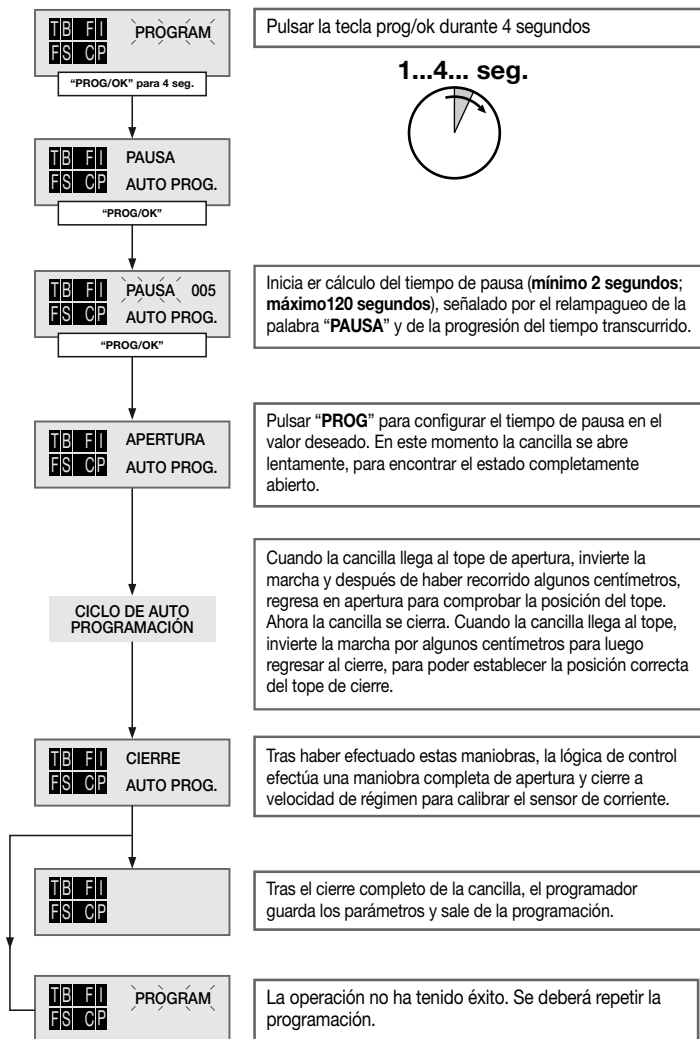 TB FI PROGRAM
FS CP
"PROG/OK" para 4 seg.
Pulsar la tecla prog/ok durante 4 segundos
1...4... seg.
TB FI PAUSA
FS CP AUTO PROG.
"PROG/OK"
TB FI PAUSA 005
FS CP AUTO PROG.
"PROG/OK"
Inicia er cálculo del tiempo de pausa (mínimo 2 segundos;
máximo120 segundos), señalado por el relampagueo de la
palabra "PAUSA" y de la progresión del tiempo transcurrido.
TB FI APERTURA
FS CP AUTO PROG.
Pulsar "PROG" para configurar el tiempo de pausa en el
valor deseado. En este momento la cancilla se abre
lentamente, para encontrar el estado completamente
abierto.
CICLO DE AUTO
PROGRAMACIÓN
Cuando la cancilla llega al tope de apertura, invierte la
marcha y después de haber recorrido algunos centímetros,
regresa en apertura para comprobar la posición del tope.
Ahora la cancilla se cierra. Cuando la cancilla llega al tope,
invierte la marcha por algunos centímetros para luego
regresar al cierre, para poder establecer la posición correcta
del tope de cierre.
TB FI CIERRE
FS CP AUTO PROG.
Tras haber efectuado estas maniobras, la lógica de control
efectúa una maniobra completa de apertura y cierre a
velocidad de régimen para calibrar el sensor de corriente.
TB FI
FS CP
Tras el cierre completo de la cancilla, el programador
guarda los parámetros y sale de la programación.
TB FI PROGRAM
FS CP
La operación no ha tenido éxito. Se deberá repetir la
programación.